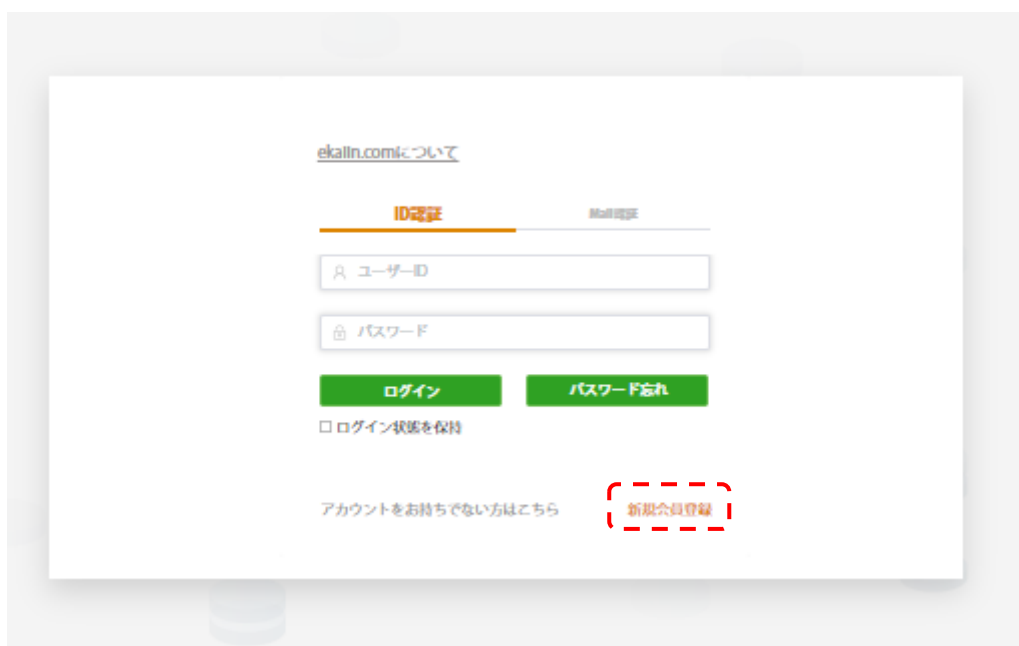 ekaiin.comについて
ID認証
Mail認証
ユーザーID
パスワード
ログイン
パスワード忘れ
ログイン状態を保持
アカウントをお持ちでない方はこちら
新規会員登録